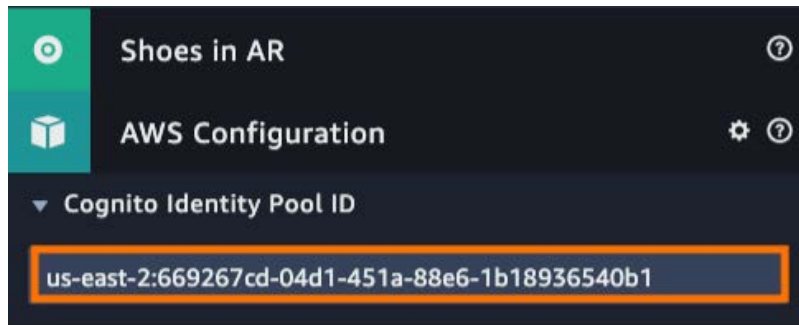 Shoes in AR
AWS Configuration
Cognito Identity Pool ID
us-east-2:669267cd-04d1-451a-88e6-1b18936540b1